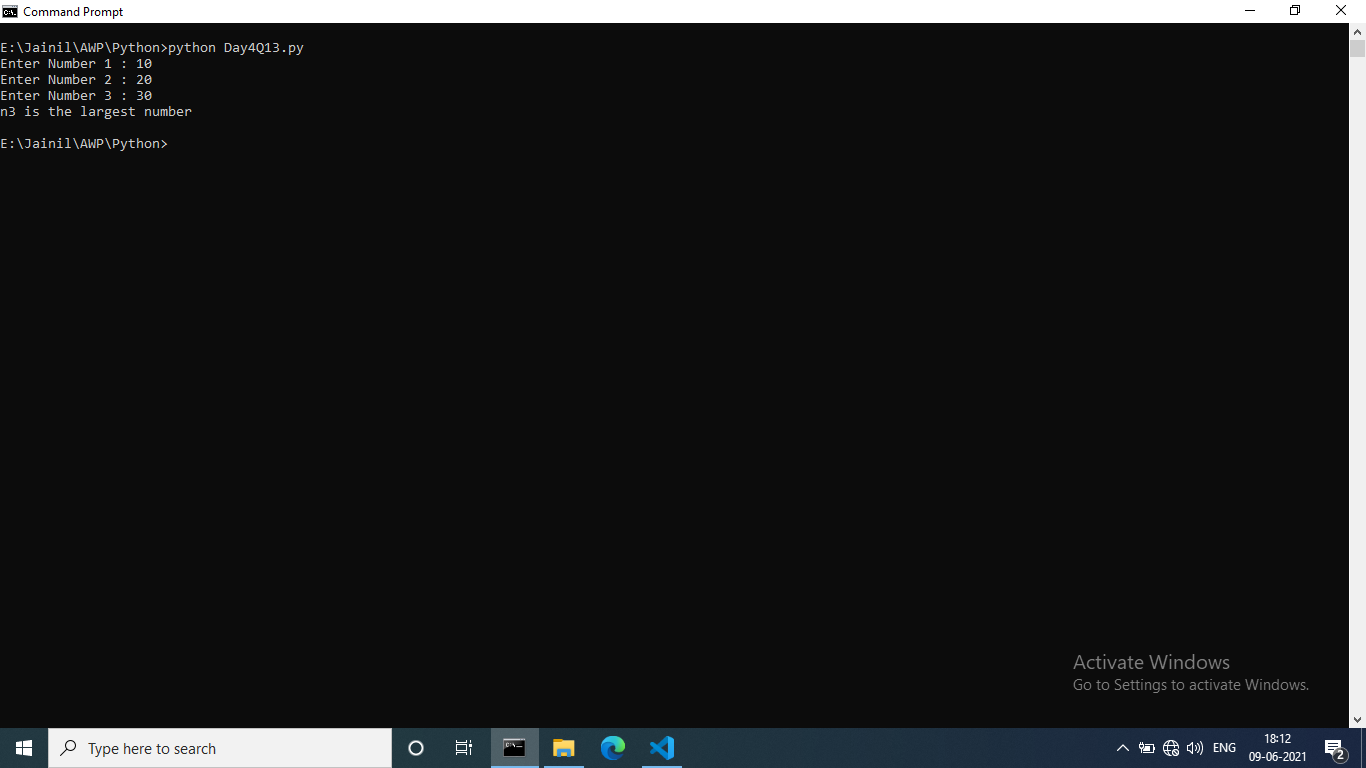 Command Prompt
E:\Jainil\AWP\Python>python Day4Q13.py
Enter Number 1 : 10
Enter Number 2 : 20
Enter Number 3 : 30
n3 is the largest number
E:\Jainil\AWP\Python>
Activate Windows
Go to Settings to activate Windows.
Type here to search
ENG
18:12
09-06-2021
2